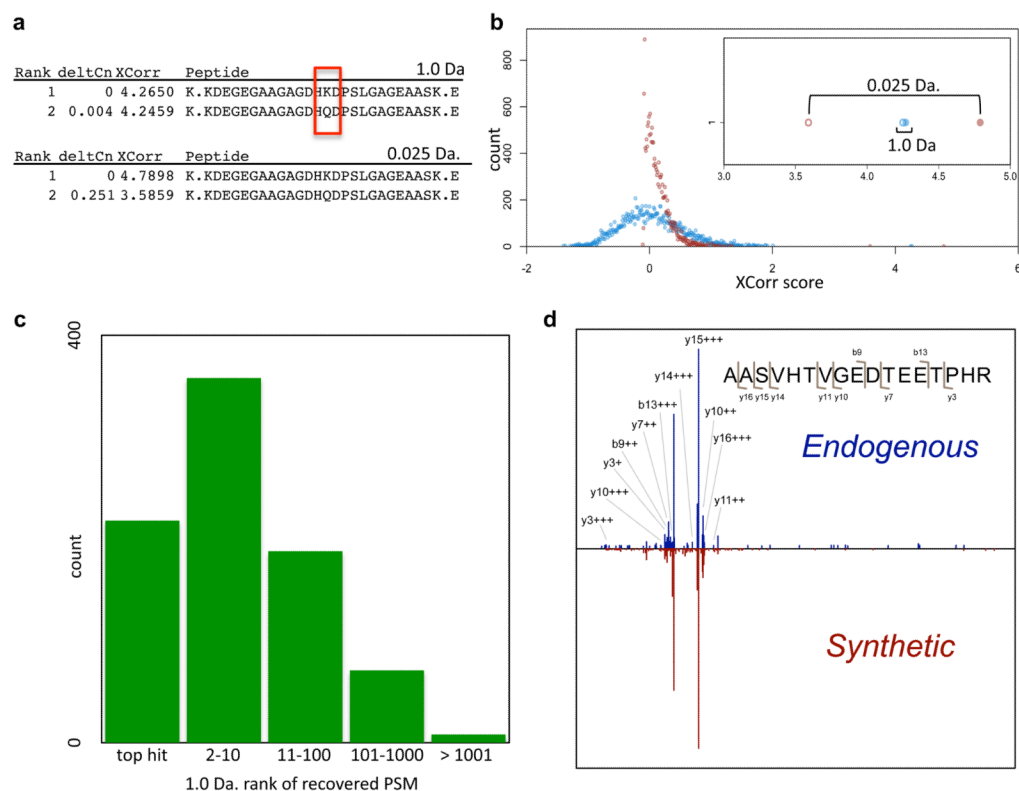 a
Rank deltCn XCorr Peptide 1.0 Da
1 0 4.2650 K.KDEGEGAAGAGDHKDPSLGAGEAASK.E
2 0.004 4.2459 K.KDEGEGAAGAGDHQDPSLGAGEAASK.E
Rank deltCn XCorr Peptide 0.025 Da.
1 0 4.7898 K.KDEGEGAAGAGDHKDPSLGAGEAASK.E
2 0.251 3.5859 K.KDEGEGAAGAGDHQDPSLGAGEAASK.E
b
count
800
600
400
200
0
-2 0 2 4 6
XCorr score
0.025 Da.
1.0 Da
1
3.0 3.5 4.0 4.5 5.0
c
400
count
0
top hit 2-10 11-100 101-1000 > 1001
1.0 Da. rank of recovered PSM
d
y15+++
y14+++
b13+++
y7++
b9++
y3+
y10+++
y3+++
y10++
y16+++
y11++
b9 b13
AASVHTVGEDTEETPHR
y16 y15 y14 y11 y10 y7 y3
Endogenous
Synthetic